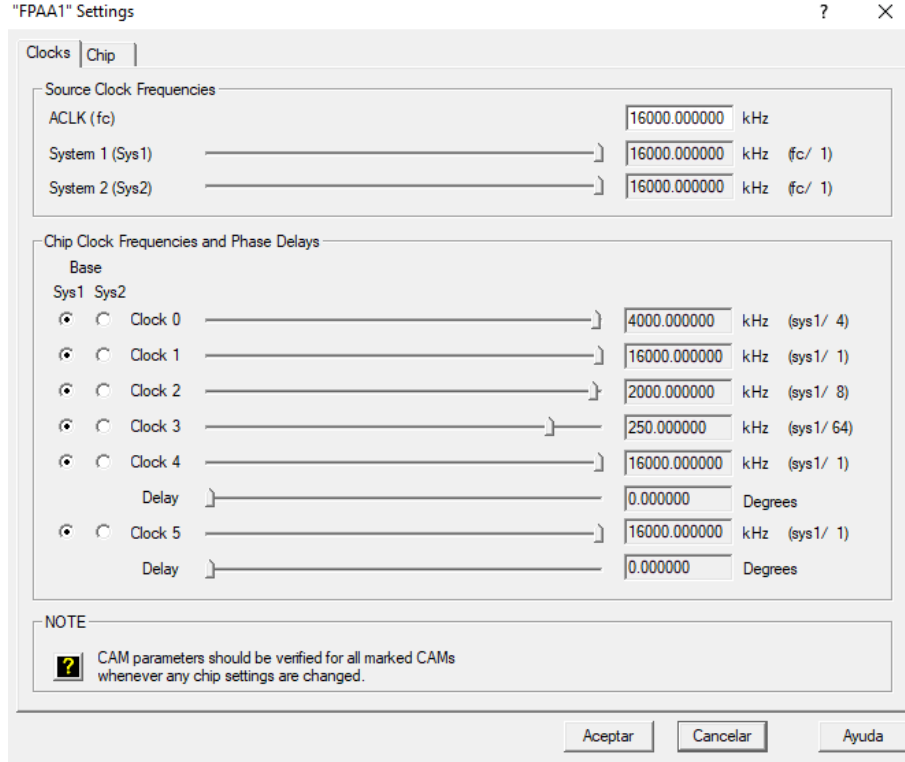 "FPAA1" Settings ? ×
Clocks Chip
Source Clock Frequencies
ACLK (fc) 16000.000000 kHz
System 1 (Sys1) 16000.000000 kHz (fc/ 1)
System 2 (Sys2) 16000.000000 kHz (fc/ 1)
Chip Clock Frequencies and Phase Delays
Base
Sys1 Sys2
Clock 0 4000.000000 kHz (sys1/ 4)
Clock 1 16000.000000 kHz (sys1/ 1)
Clock 2 2000.000000 kHz (sys1/ 8)
Clock 3 250.000000 kHz (sys1/ 64)
Clock 4 16000.000000 kHz (sys1/ 1)
Delay 0.000000 Degrees
Clock 5 16000.000000 kHz (sys1/ 1)
Delay 0.000000 Degrees
NOTE
? CAM parameters should be verified for all marked CAMs
whenever any chip settings are changed.
Aceptar Cancelar Ayuda